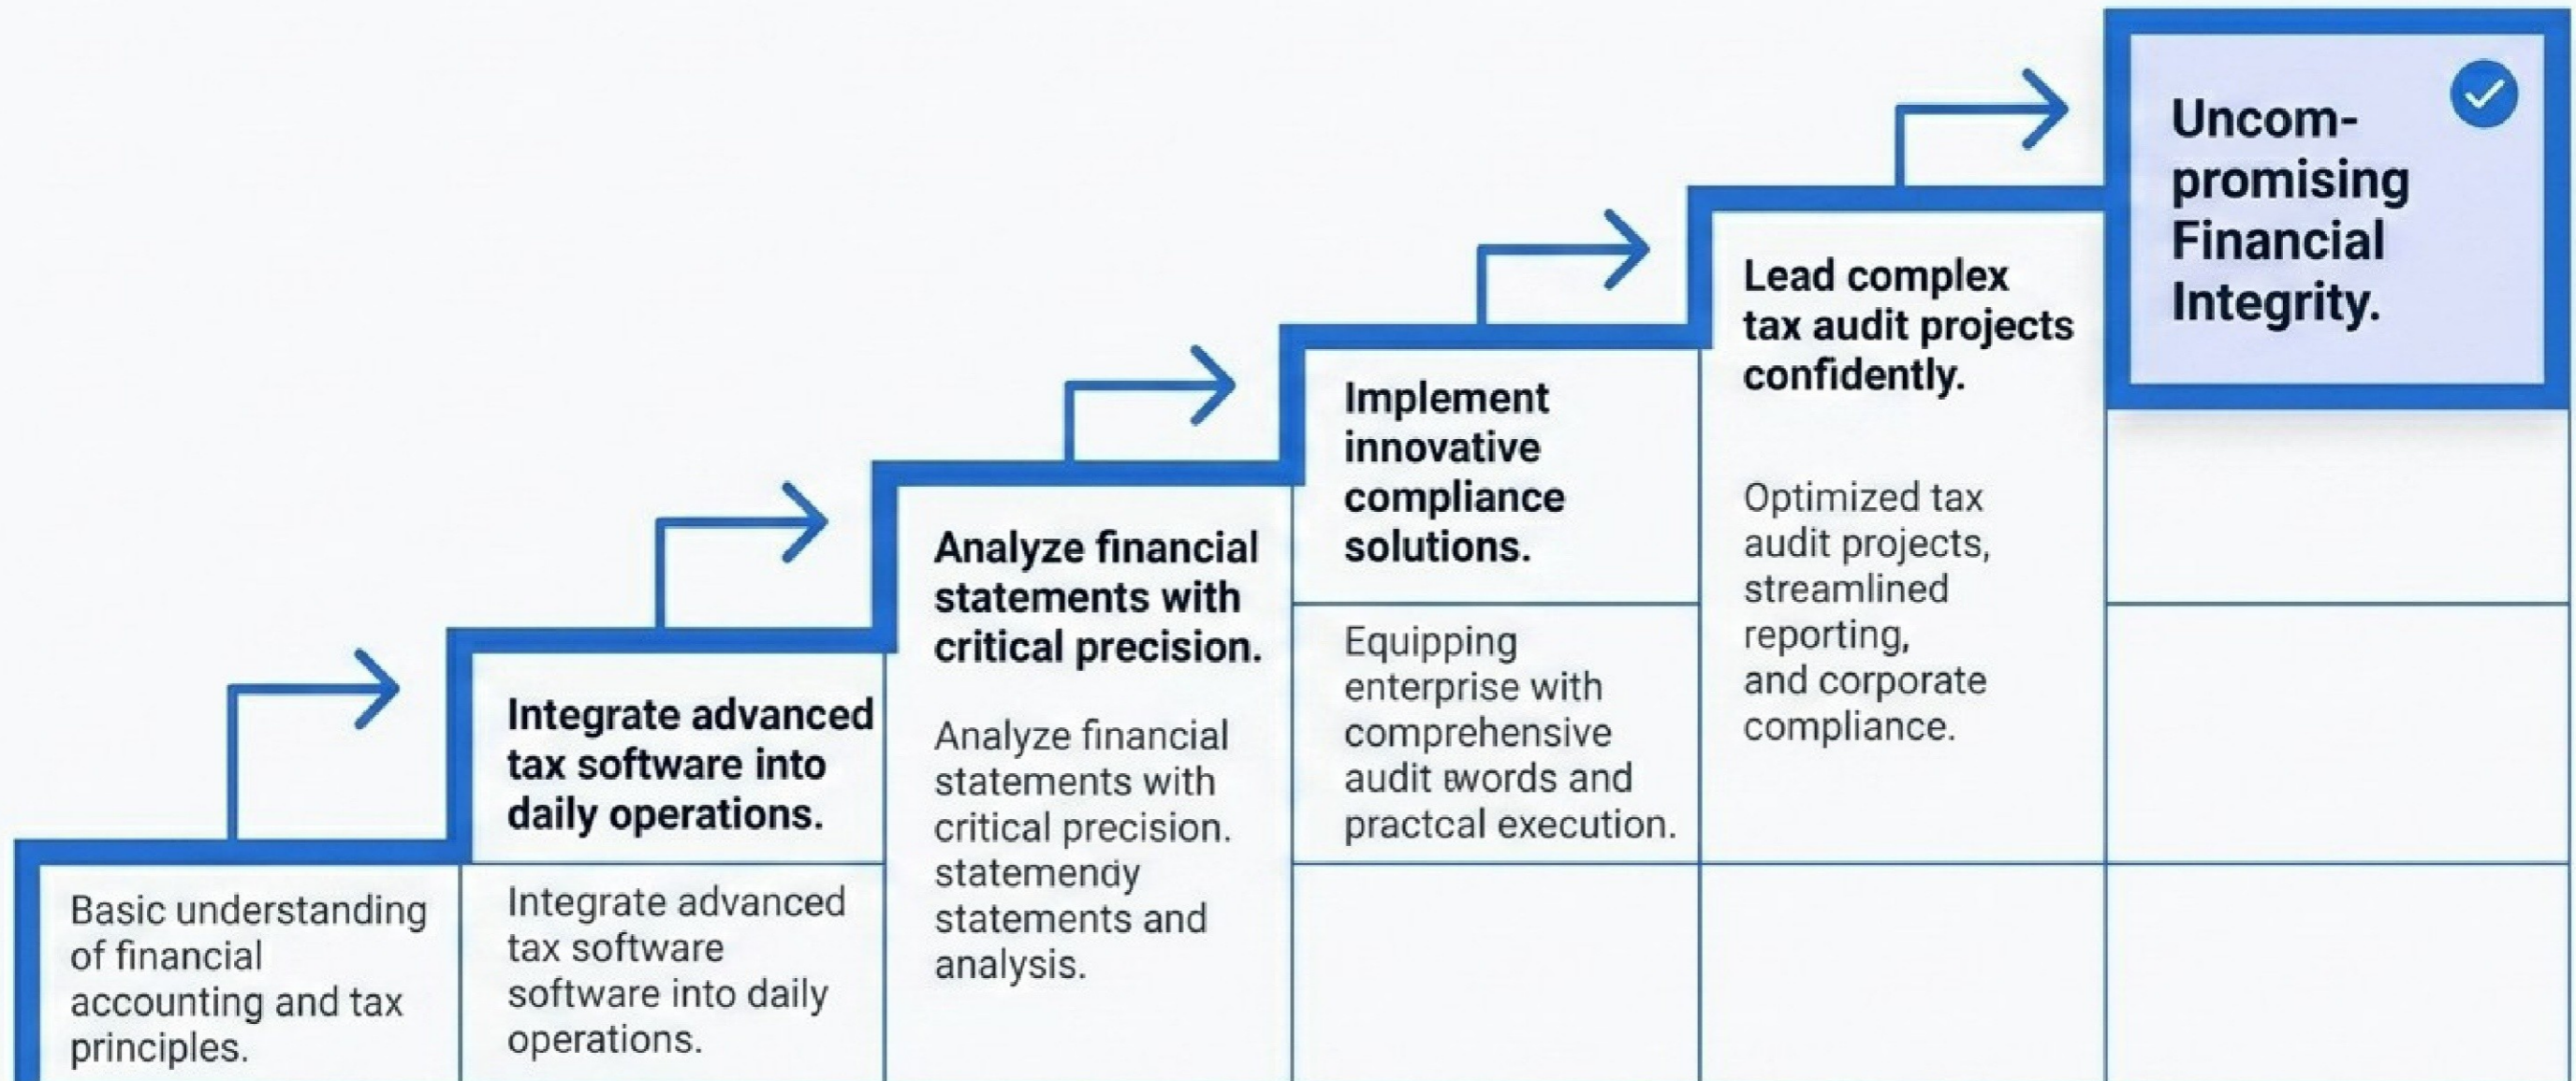 Basic understanding
of financial
accounting and tax
principles.
Integrate advanced
tax software into
daily operations.
Integrate advanced
tax software
software into daily
operations.
Analyze financial
statements with
critical precision.
Analyze financial
statements with
critical precision.
statemendy
statements and
analysis.
Implement
innovative
compliance
solutions.
Equipping
enterprise with
comprehensive
audit and
practcal execution.
Lead complex
tax audit projects
confidently.
Optimized tax
audit projects,
streamlined
reporting,
and corporate
compliance.
Uncom-
promising
Financial
Integrity.